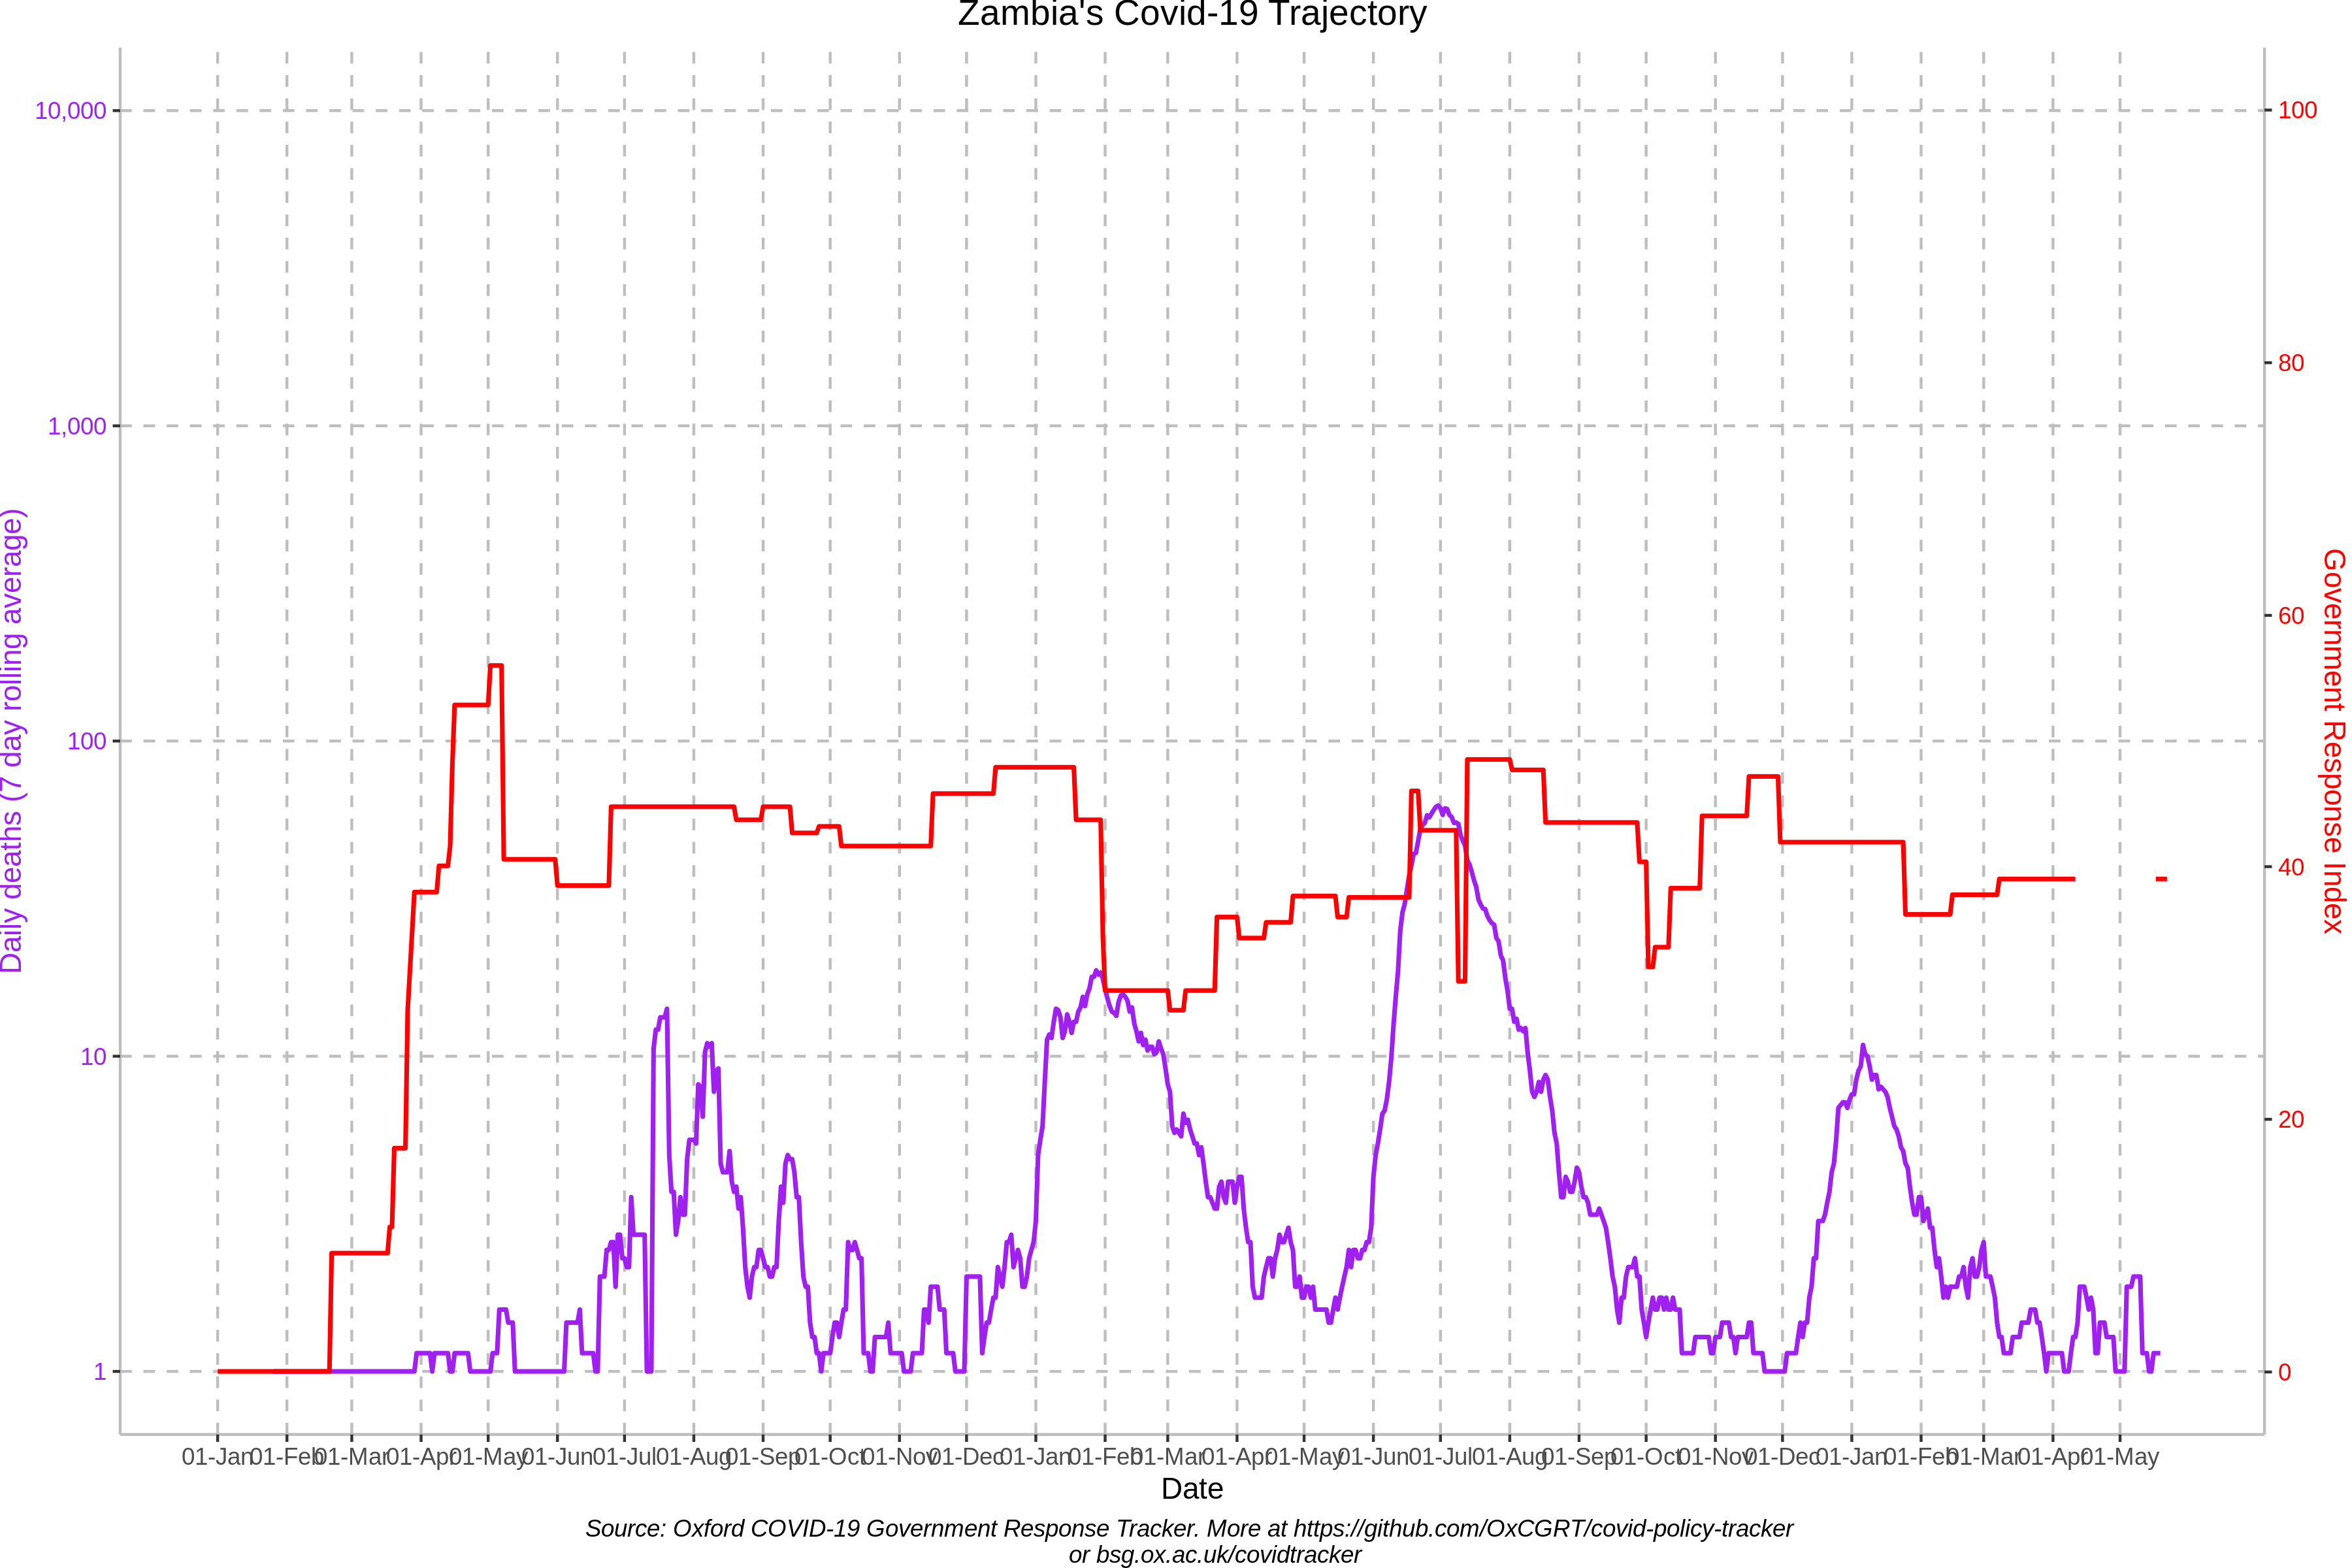 Zambia's Covid-19 Trajectory
10,000
1,000
100
10
1
Daily deaths (7 day rolling average)
100
80
60
40
20
0
Government Response Index
01-Jan 01-Feb 01-Mar 01-Apr 01-May 01-Jun 01-Jul 01-Aug 01-Sep 01-Oct 01-Nov 01-Dec 01-Jan 01-Feb 01-Mar 01-Apr 01-May 01-Jun 01-Jul 01-Aug 01-Sep 01-Oct 01-Nov 01-Dec 01-Jan 01-Feb 01-Mar 01-Apr 01-May
Date
Source: Oxford COVID-19 Government Response Tracker. More at https://github.com/OxCGRT/covid-policy-tracker
or bsg.ox.ac.uk/covidtracker